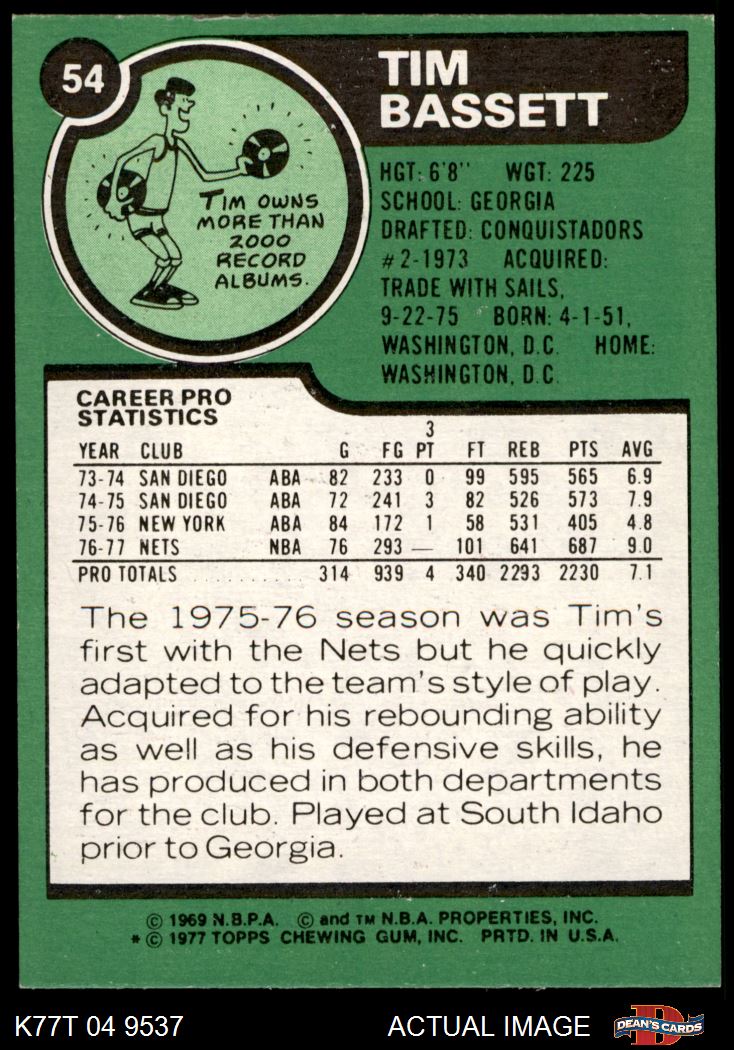 54
TIM
BASSETT
TIM OWNS
MORE THAN
2000
RECORD
ALBUMS.
HGT: 6'8" WGT: 225
SCHOOL: GEORGIA
DRAFTED: CONQUISTADORS
#2-1973 ACQUIRED:
TRADE WITH SAILS,
9-22-75 BORN: 4-1-51,
WASHINGTON, D.C. HOME:
WASHINGTON, D.C.
CAREER PRO
STATISTICS
YEAR CLUB G FG 3 PT FT REB PTS AVG
73-74 SAN DIEGO ABA 82 233 0 99 595 565 6.9
74-75 SAN DIEGO ABA 72 241 3 82 526 573 7.9
75-76 NEW YORK ABA 84 172 1 58 531 405 4.8
76-77 NETS NBA 76 293 — 101 641 687 9.0
PRO TOTALS . . . . . . . . . . 314 939 4 340 2293 2230 7.1
The 1975-76 season was Tim's
first with the Nets but he quickly
adapted to the team's style of play.
Acquired for his rebounding ability
as well as his defensive skills, he
has produced in both departments
for the club. Played at South Idaho
prior to Georgia.
© 1969 N.B.P.A. © and TM N.B.A. PROPERTIES, INC.
* © 1977 TOPPS CHEWING GUM, INC. PRTD. IN U.S.A.
K77T 04 9537 ACTUAL IMAGE
D
DEAN'S CARDS